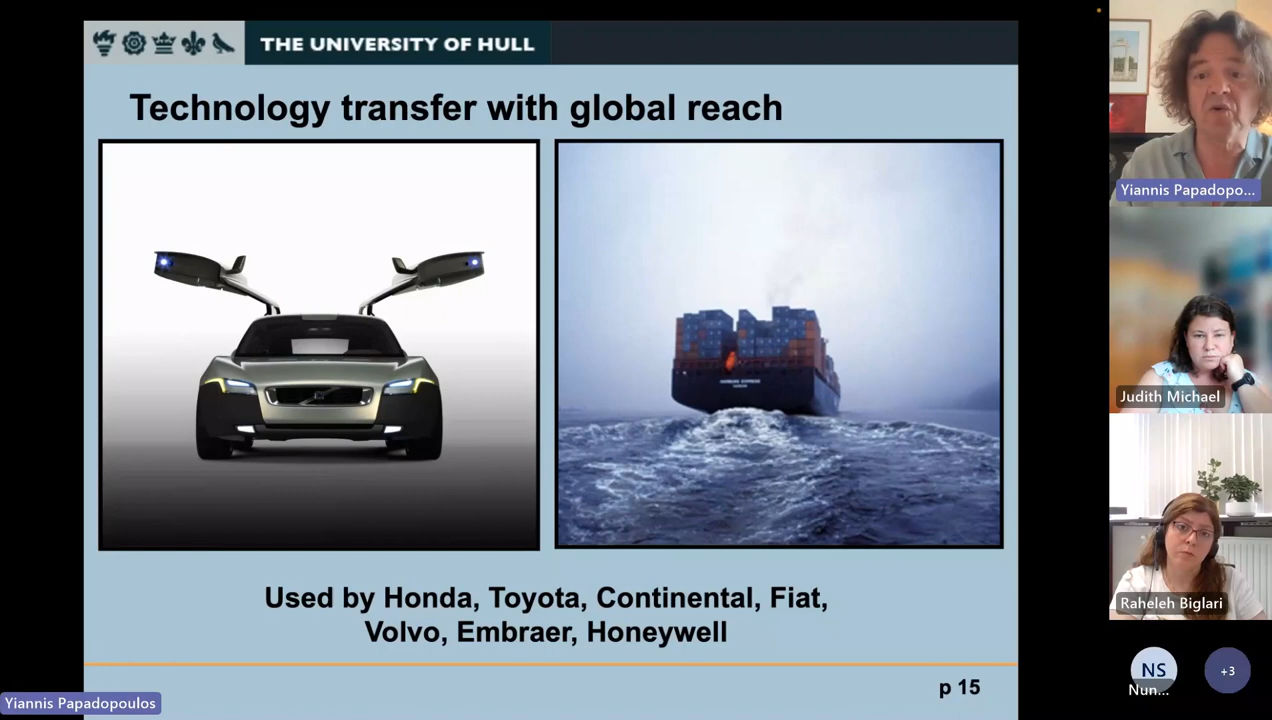 THE UNIVERSITY OF HULL
Technology transfer with global reach
Used by Honda, Toyota, Continental, Fiat,
Volvo, Embraer, Honeywell
p 15
Yiannis Papadopoulos
Yiannis Papadopo...
Judith Michael
Raheleh Biglari
NS
Nun...
+3